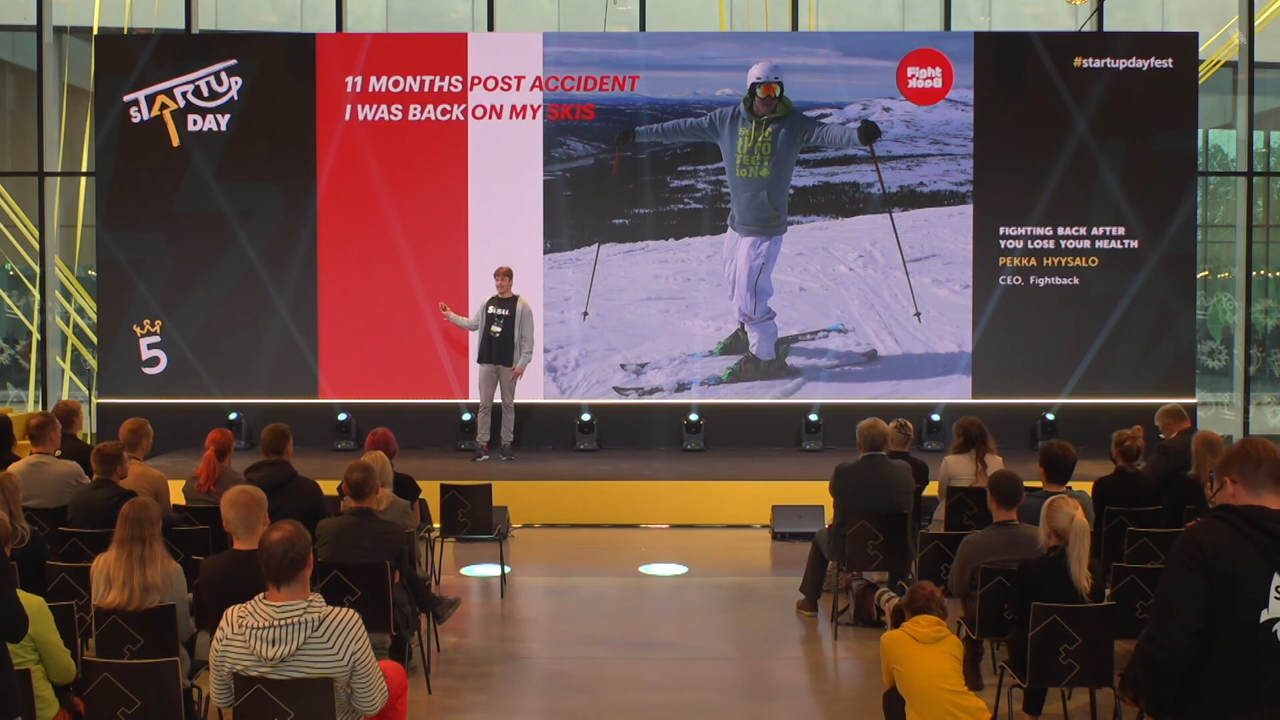 STARTUP
DAY
5
11 MONTHS POST ACCIDENT
I WAS BACK ON MY SKIS
Fight
Back
#startupdayfest
FIGHTING BACK AFTER
YOU LOSE YOUR HEALTH
PEKKA HYYSALO
CEO, Fightback
SISU